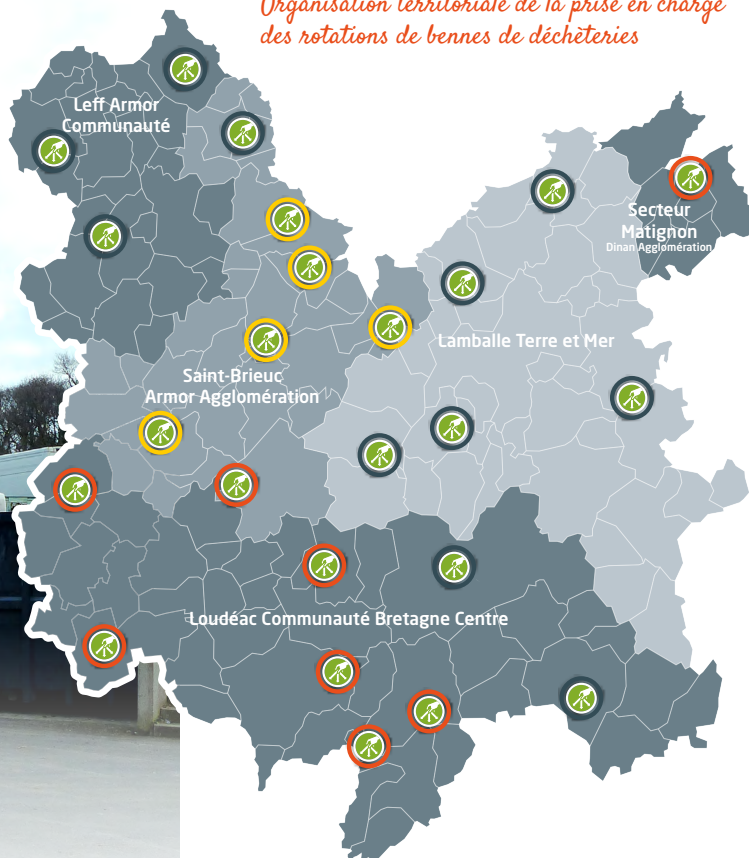 Organisation territoriale de la prise en charge
des rotations de bennes de déchèteries
Leff Armor
Communauté
Secteur
Matignon
Dinan Agglomération
Lamballe Terre et Mer
Saint-Brieuc
Armor Agglomération
Loudéac Communauté Bretagne Centre